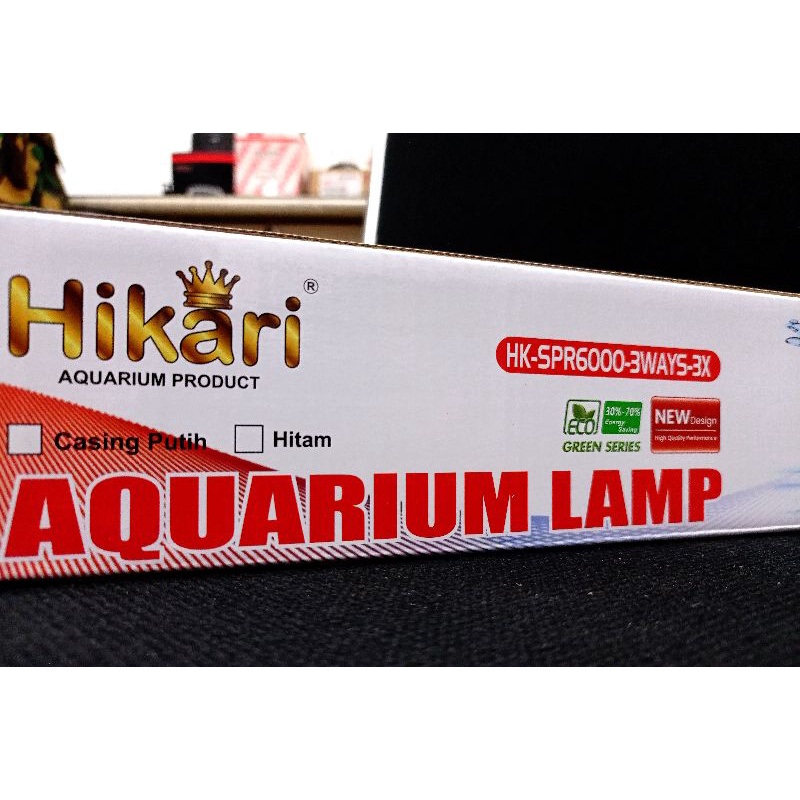 Hikari®
AQUARIUM PRODUCT
HK-SPR6000-3WAYS-3X
ECO
30%-70%
Energy
Saving
GREEN SERIES
NEW Design
High Quality Performance
Casing Putih
Hitam
AQUARIUM LAMP